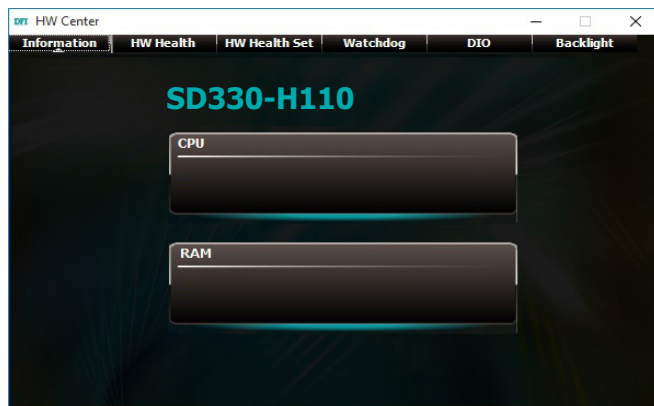 DFI HW Center
Information HW Health HW Health Set Watchdog DIO Backlight
SD330-H110
CPU
RAM